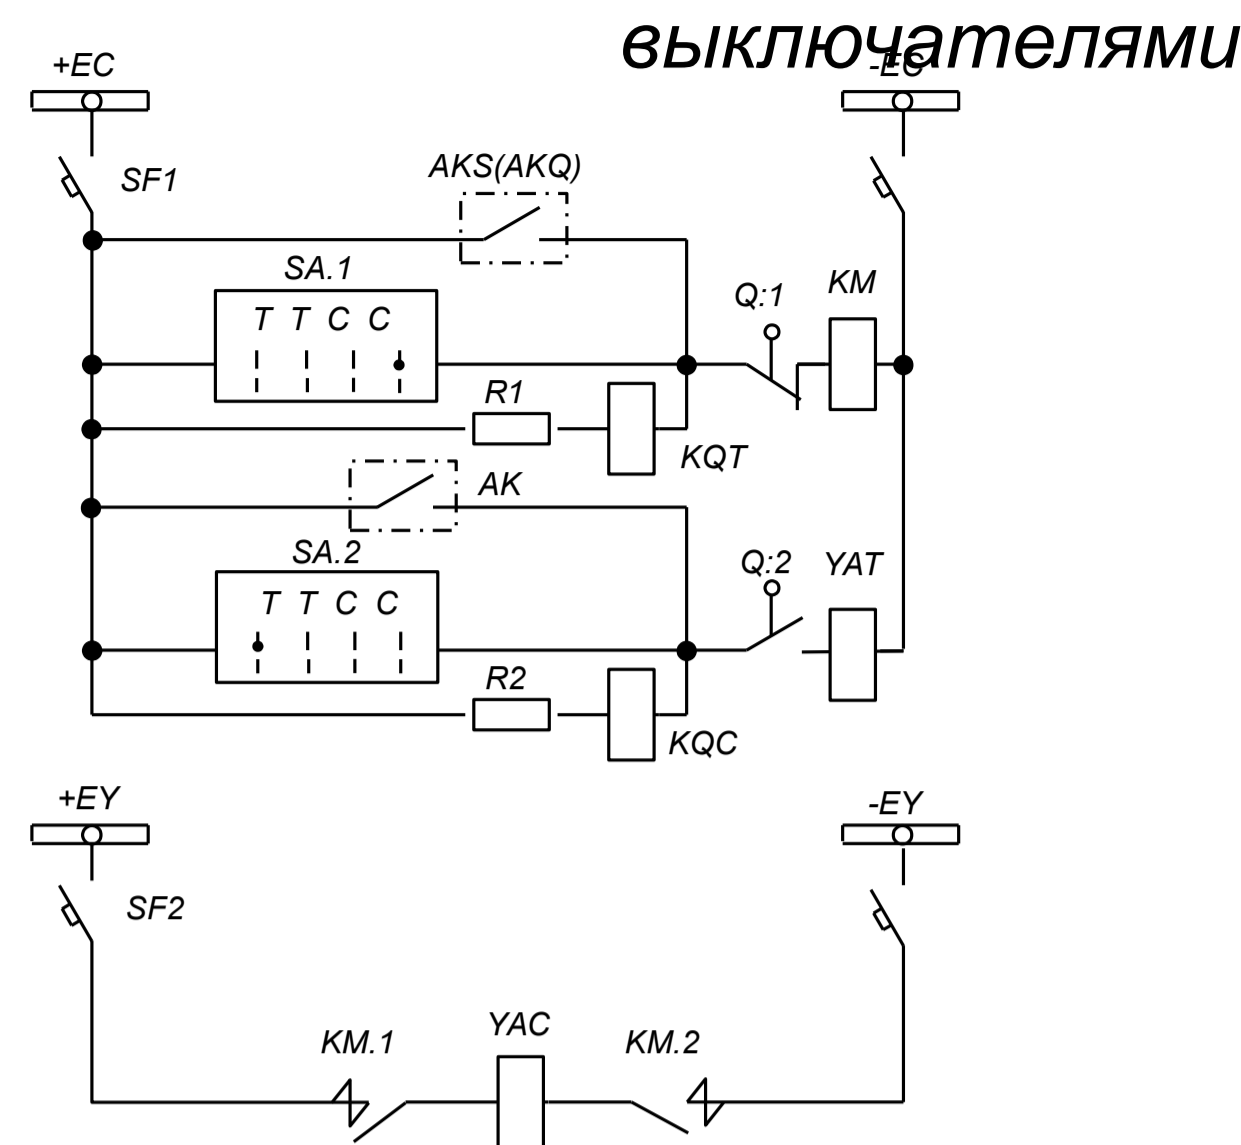 выключателями
+EC
-EC
SF1
AKS(AKQ)
SA.1
T T C C
Q:1
KM
R1
KQT
AK
SA.2
T T C C
Q:2
YAT
R2
KQC
+EY
-EY
SF2
KM.1
YAC
KM.2